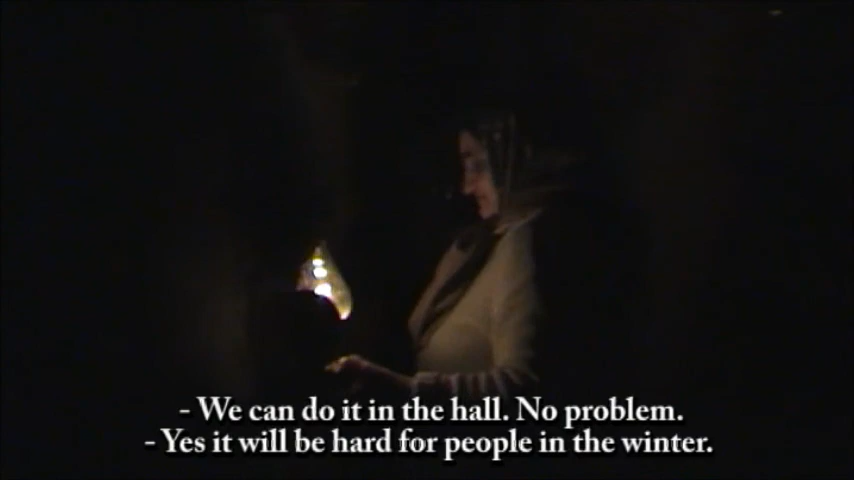 - We can do it in the hall. No problem.
- Yes it will be hard for people in the winter.